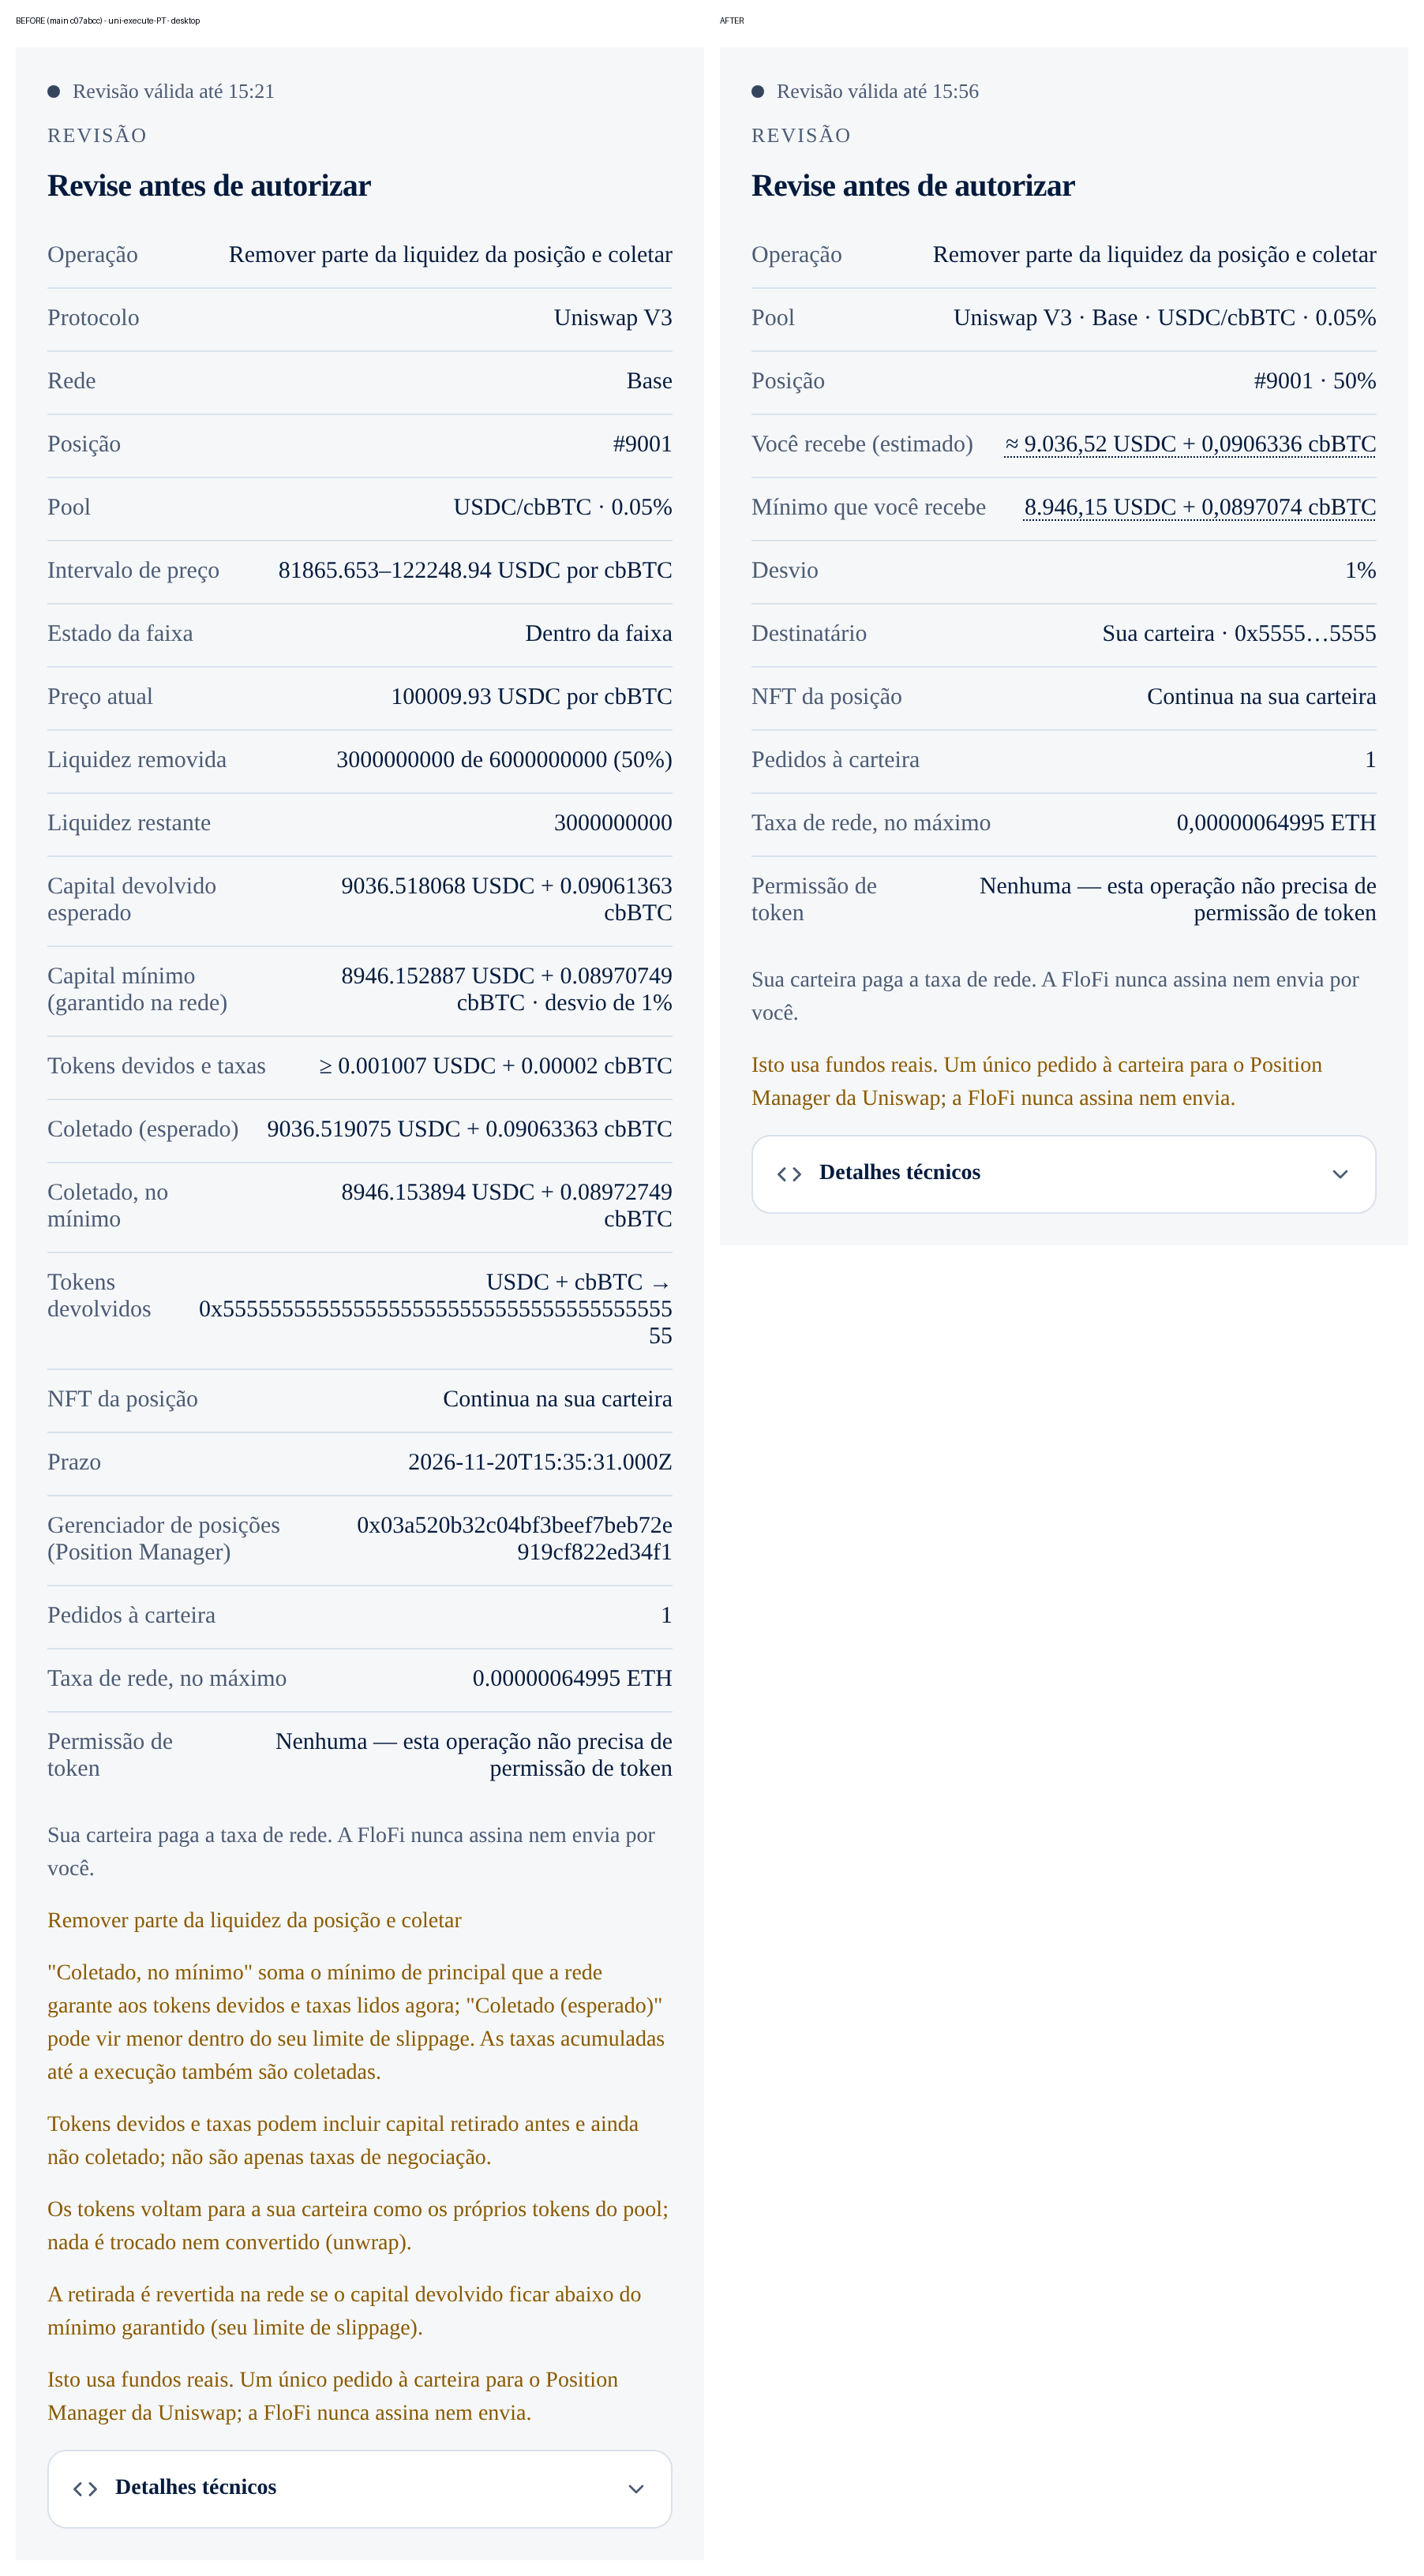 BEFORE (main c07abcc) - uni-execute-PT - desktop
Revisão válida até 15:21
REVISÃO
Revise antes de autorizar
Operação Remover parte da liquidez da posição e coletar
Protocolo Uniswap V3
Rede Base
Posição #9001
Pool USDC/cbBTC · 0.05%
Intervalo de preço 81865.653–122248.94 USDC por cbBTC
Estado da faixa Dentro da faixa
Preço atual 100009.93 USDC por cbBTC
Liquidez removida 3000000000 de 6000000000 (50%)
Liquidez restante 3000000000
Capital devolvido 9036.518068 USDC + 0.09061363
esperado cbBTC
Capital mínimo 8946.152887 USDC + 0.08970749
(garantido na rede) cbBTC · desvio de 1%
Tokens devidos e taxas ≥ 0.001007 USDC + 0.00002 cbBTC
Coletado (esperado) 9036.519075 USDC + 0.09063363 cbBTC
Coletado, no 8946.153894 USDC + 0.08972749
mínimo cbBTC
Tokens USDC + cbBTC →
devolvidos 0x55555555555555555555555555555555555555
55
NFT da posição Continua na sua carteira
Prazo 2026-11-20T15:35:31.000Z
Gerenciador de posições 0x03a520b32c04bf3beef7beb72e
(Position Manager) 919cf822ed34f1
Pedidos à carteira 1
Taxa de rede, no máximo 0.00000064995 ETH
Permissão de Nenhuma — esta operação não precisa de
token permissão de token
Sua carteira paga a taxa de rede. A FloFi nunca assina nem envia por
você.
Remover parte da liquidez da posição e coletar
"Coletado, no mínimo" soma o mínimo de principal que a rede
garante aos tokens devidos e taxas lidos agora; "Coletado (esperado)"
pode vir menor dentro do seu limite de slippage. As taxas acumuladas
até a execução também são coletadas.
Tokens devidos e taxas podem incluir capital retirado antes e ainda
não coletado; não são apenas taxas de negociação.
Os tokens voltam para a sua carteira como os próprios tokens do pool;
nada é trocado nem convertido (unwrap).
A retirada é revertida na rede se o capital devolvido ficar abaixo do
mínimo garantido (seu limite de slippage).
Isto usa fundos reais. Um único pedido à carteira para o Position
Manager da Uniswap; a FloFi nunca assina nem envia.
Detalhes técnicos
AFTER
Revisão válida até 15:56
REVISÃO
Revise antes de autorizar
Operação Remover parte da liquidez da posição e coletar
Pool Uniswap V3 · Base · USDC/cbBTC · 0.05%
Posição #9001 · 50%
Você recebe (estimado) ≈ 9.036,52 USDC + 0,0906336 cbBTC
Mínimo que você recebe 8.946,15 USDC + 0,0897074 cbBTC
Desvio 1%
Destinatário Sua carteira · 0x5555…5555
NFT da posição Continua na sua carteira
Pedidos à carteira 1
Taxa de rede, no máximo 0,00000064995 ETH
Permissão de Nenhuma — esta operação não precisa de
token permissão de token
Sua carteira paga a taxa de rede. A FloFi nunca assina nem envia por
você.
Isto usa fundos reais. Um único pedido à carteira para o Position
Manager da Uniswap; a FloFi nunca assina nem envia.
Detalhes técnicos